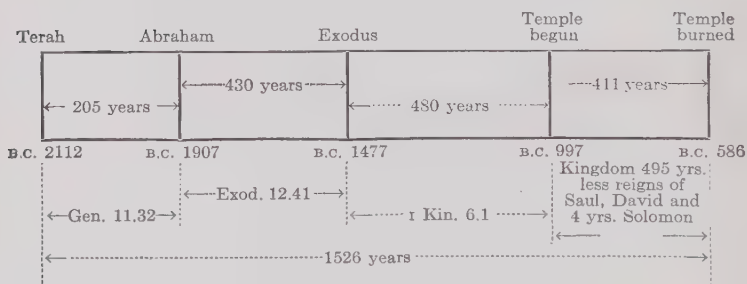 Terah Abraham Exodus Temple begun Temple burned
205 years
430 years
480 years
411 years
B.C. 2112 B.C. 1907 B.C. 1477 B.C. 997 B.C. 586
Gen. 11.32
Exod. 12.41
1 Kin. 6.1
Kingdom 495 yrs.
less reigns of
Saul, David and
4 yrs. Solomon
1526 years